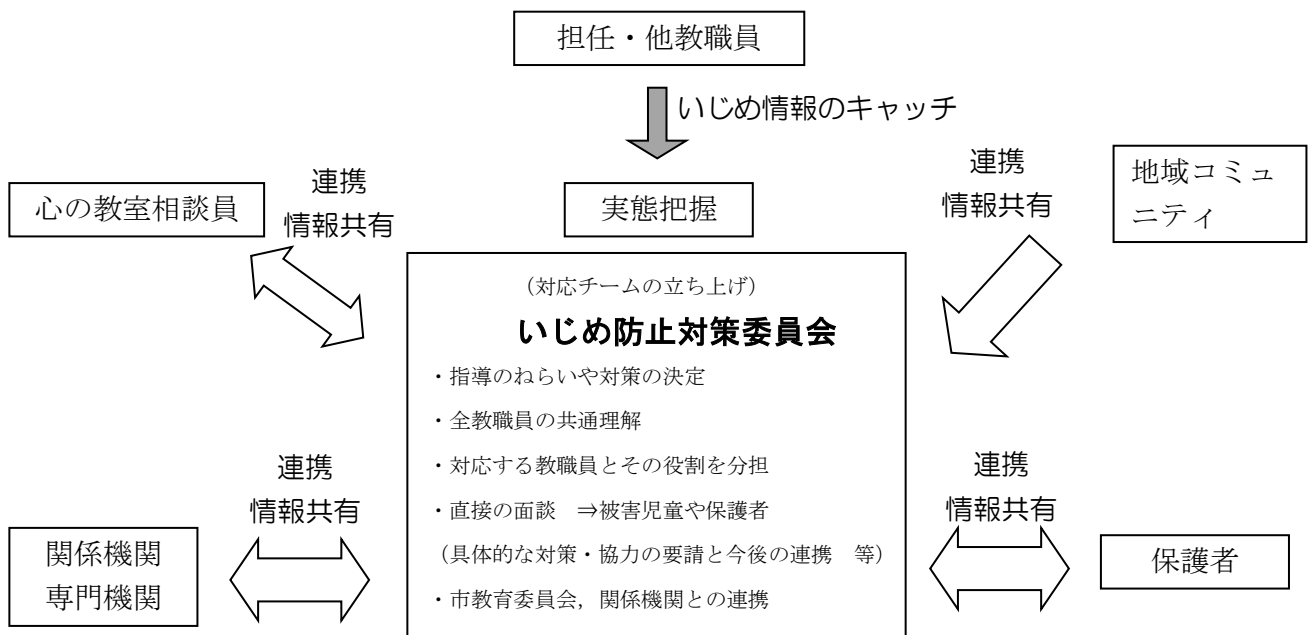 担任・他教職員
いじめ情報のキャッチ
心の教室相談員
連携
情報共有
実態把握
連携
情報共有
地域コミュ
ニティ
（対応チームの立ち上げ）
いじめ防止対策委員会
・指導のねらいや対策の決定
・全教職員の共通理解
・対応する教職員とその役割を分担
・直接の面談　⇒被害児童や保護者
（具体的な対策・協力の要請と今後の連携　等）
・市教育委員会，関係機関との連携
連携
情報共有
関係機関
専門機関
連携
情報共有
保護者